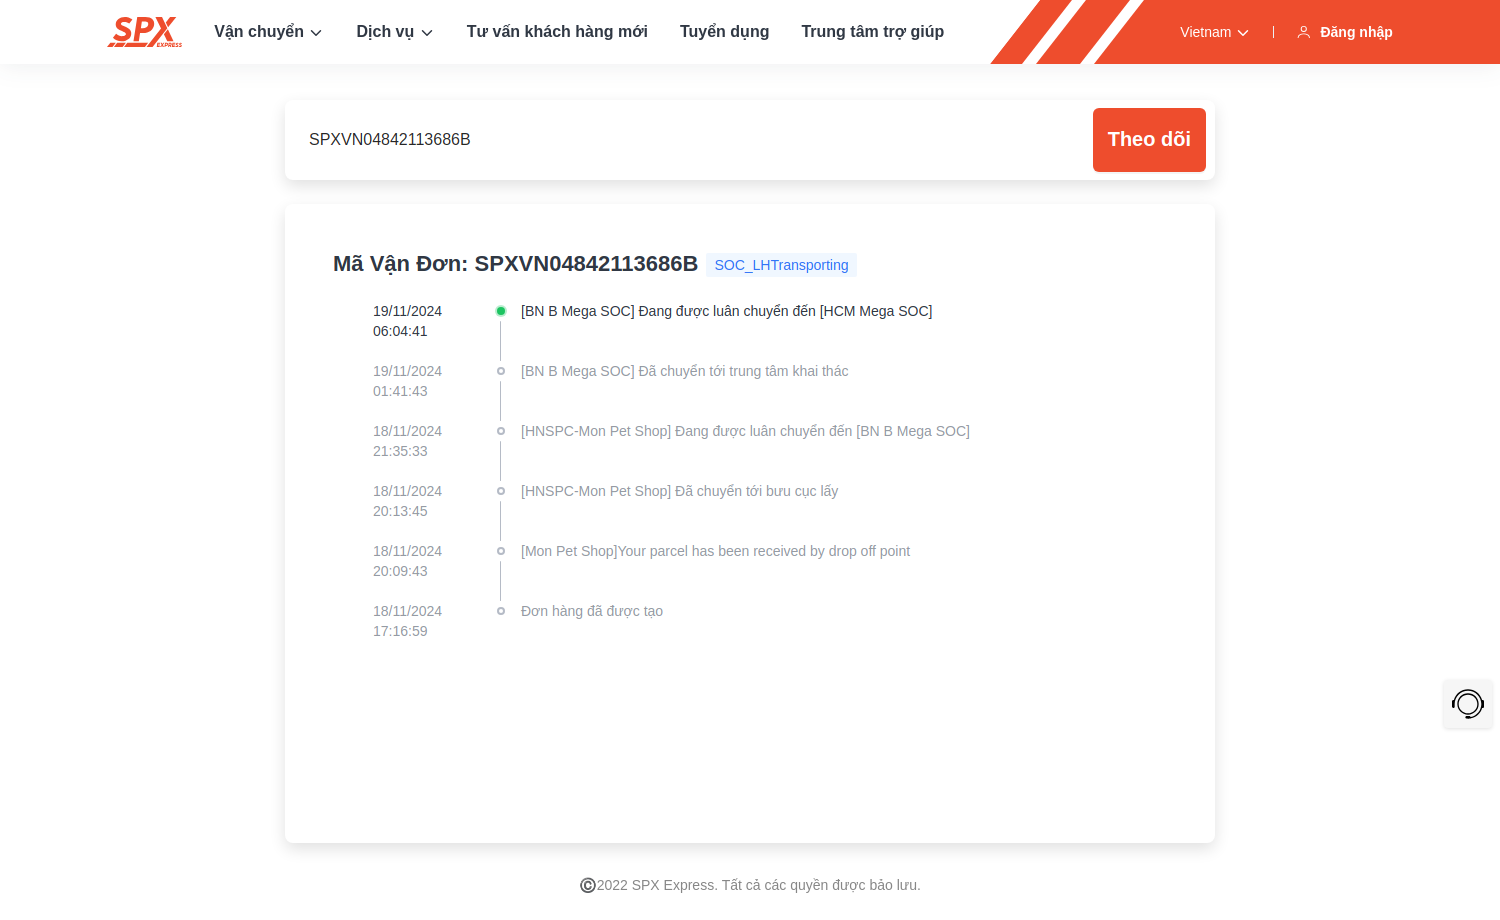 SPX EXPRESS Vận chuyển Dịch vụ Tư vấn khách hàng mới Tuyển dụng Trung tâm trợ giúp Vietnam Đăng nhập
SPXVN04842113686B Theo dõi
Mã Vận Đơn: SPXVN04842113686B SOC_LHTransporting
19/11/2024 [BN B Mega SOC] Đang được luân chuyển đến [HCM Mega SOC]
06:04:41
19/11/2024 [BN B Mega SOC] Đã chuyển tới trung tâm khai thác
01:41:43
18/11/2024 [HNSPC-Mon Pet Shop] Đang được luân chuyển đến [BN B Mega SOC]
21:35:33
18/11/2024 [HNSPC-Mon Pet Shop] Đã chuyển tới bưu cục lấy
20:13:45
18/11/2024 [Mon Pet Shop]Your parcel has been received by drop off point
20:09:43
18/11/2024 Đơn hàng đã được tạo
17:16:59
©2022 SPX Express. Tất cả các quyền được bảo lưu.